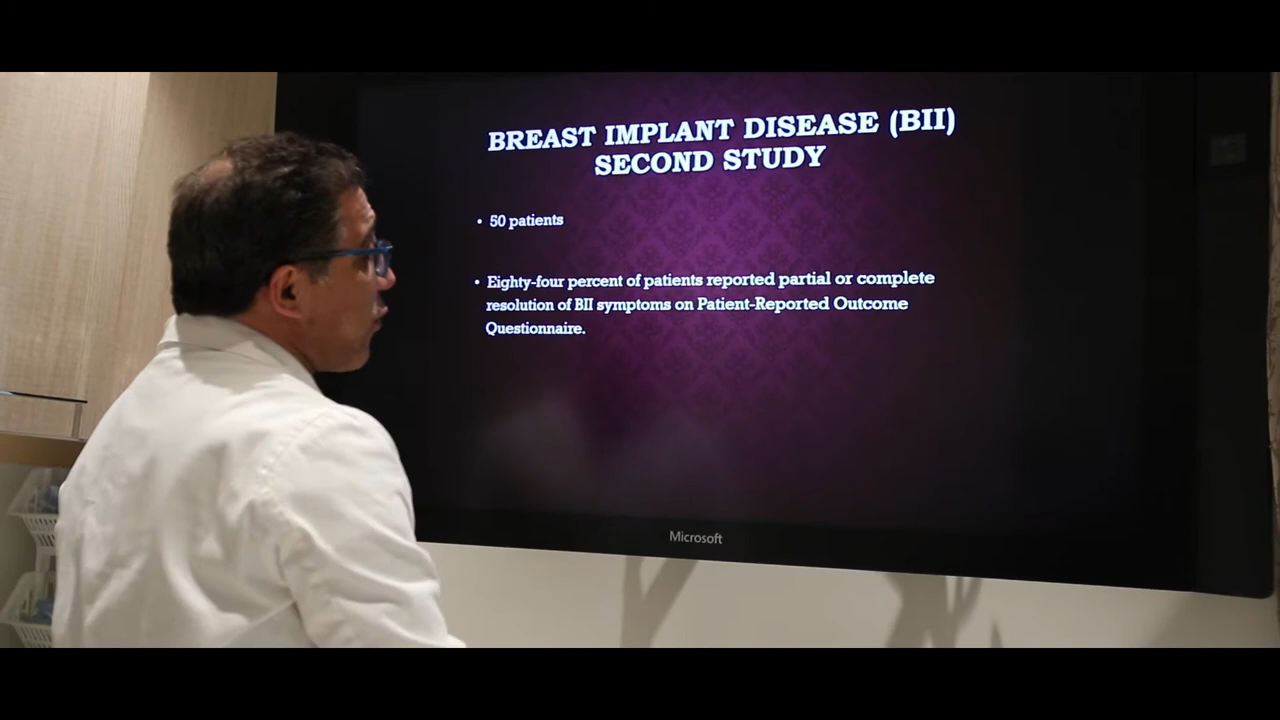 BREAST IMPLANT DISEASE (BII)
SECOND STUDY
• 50 patients
• Eighty-four percent of patients reported partial or complete
resolution of BII symptoms on Patient-Reported Outcome
Questionnaire.
Microsoft